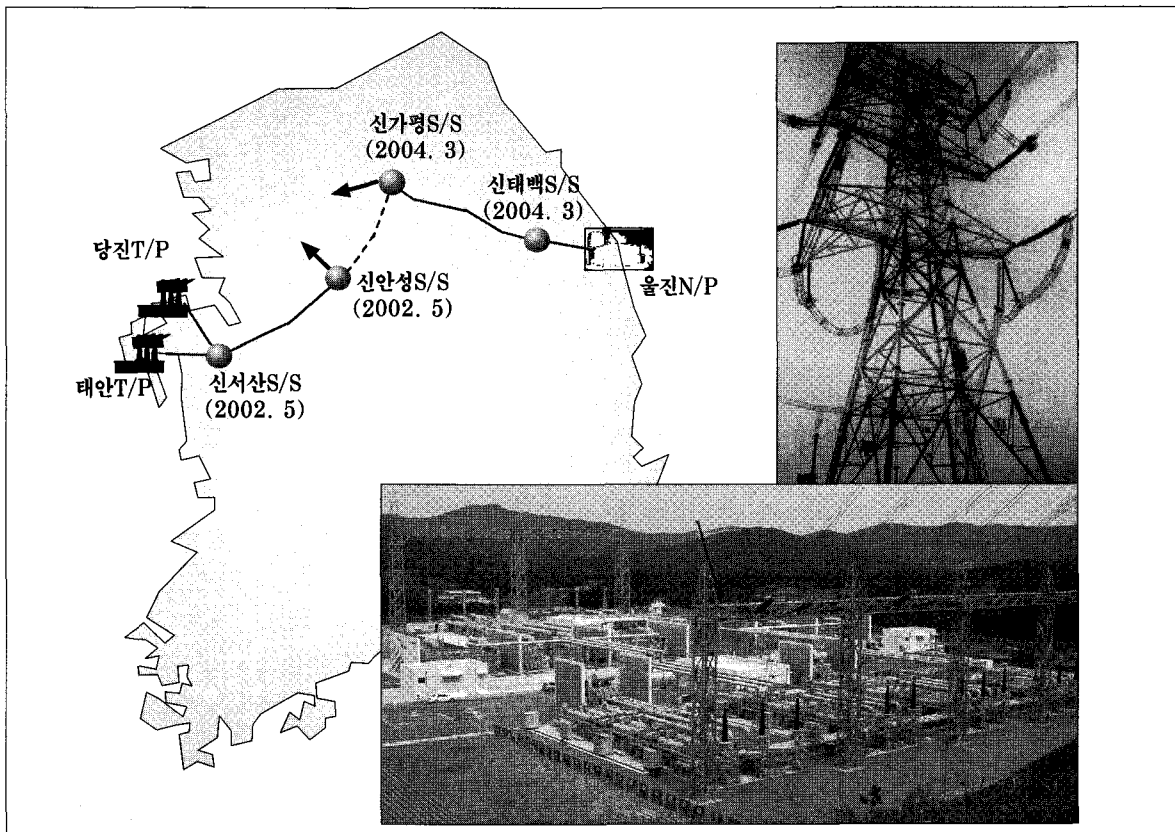 신가평S/S
(2004. 3)
신태백S/S
(2004. 3)
당진T/P
신안성S/S
(2002. 5)
울진N/P
태안T/P
신서산S/S
(2002. 5)